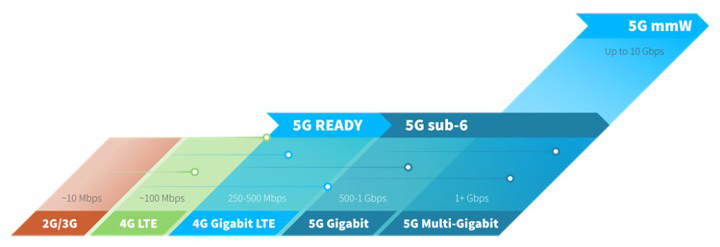 5G mmW
Up to 10 Gbps
5G READY
5G sub-6
~10 Mbps
~100 Mbps
250-500 Mbps
500-1 Gbps
1+ Gbps
2G/3G
4G LTE
4G Gigabit LTE
5G Gigabit
5G Multi-Gigabit